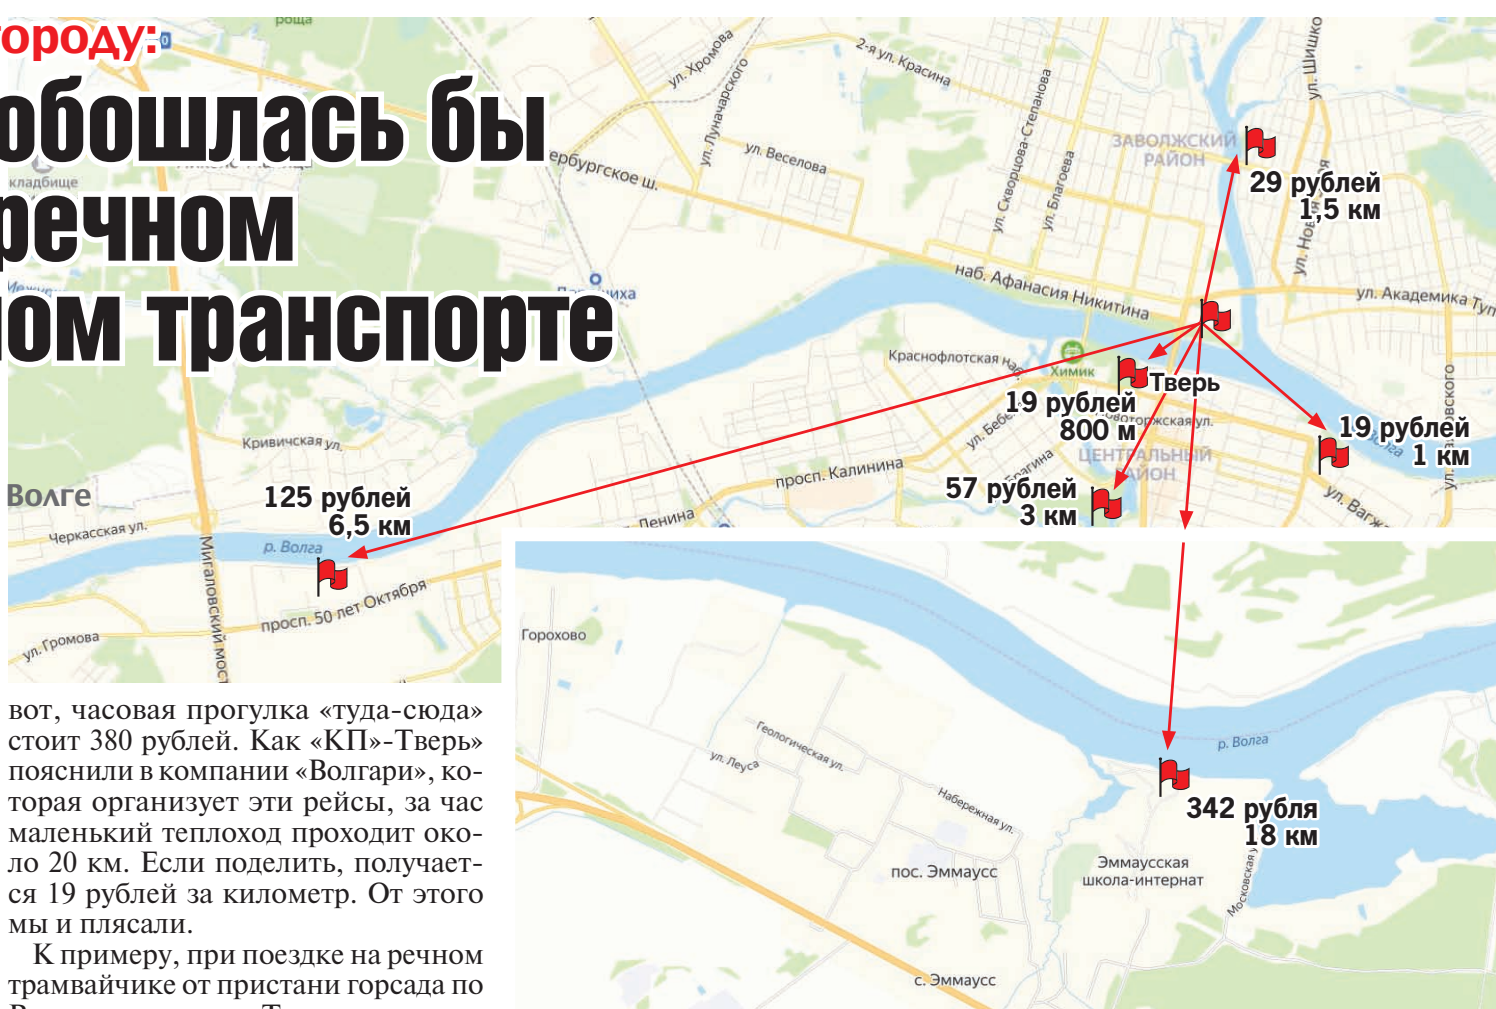 городу:
обошлась бы
речном
ном транспорте
роща
ул. Хромова
ул. Луначарского
2-я ул. Красина
ул. Скворцова-Степанова
ул. Благоева
ул. Веселова
ЗАВОЛЖСКИЙ
РАЙОН
29 рублей
1,5 км
кладбище
наб. Афанасия Никитина
ул. Академика
Краснофлотская наб.
Химик
Тверь
19 рублей
800 м
Новоторжская ул.
19 рублей
1 км
ЦЕНТРАЛЬНЫЙ
РАЙОН
просп. Калинина
57 рублей
3 км
Кривичская ул.
Волге
125 рублей
6,5 км
Черкасская ул.
р. Волга
Мигаловский мост
просп. 50 лет Октября
ул. Громова
Горохово
Геологическая ул.
ул. Леуса
Набережная ул.
р. Волга
342 рубля
18 км
пос. Эммаусс
Эммаусская
школа-интернат
Московская
с. Эммаусс
вот, часовая прогулка «туда-сюда»
стоит 380 рублей. Как «КП»-Тверь»
пояснили в компании «Волгари», ко-
торая организует эти рейсы, за час
маленький теплоход проходит око-
ло 20 км. Если поделить, получает-
ся 19 рублей за километр. От этого
мы и плясали.
К примеру, при поездке на речном
трамвайчике от пристани горсада по